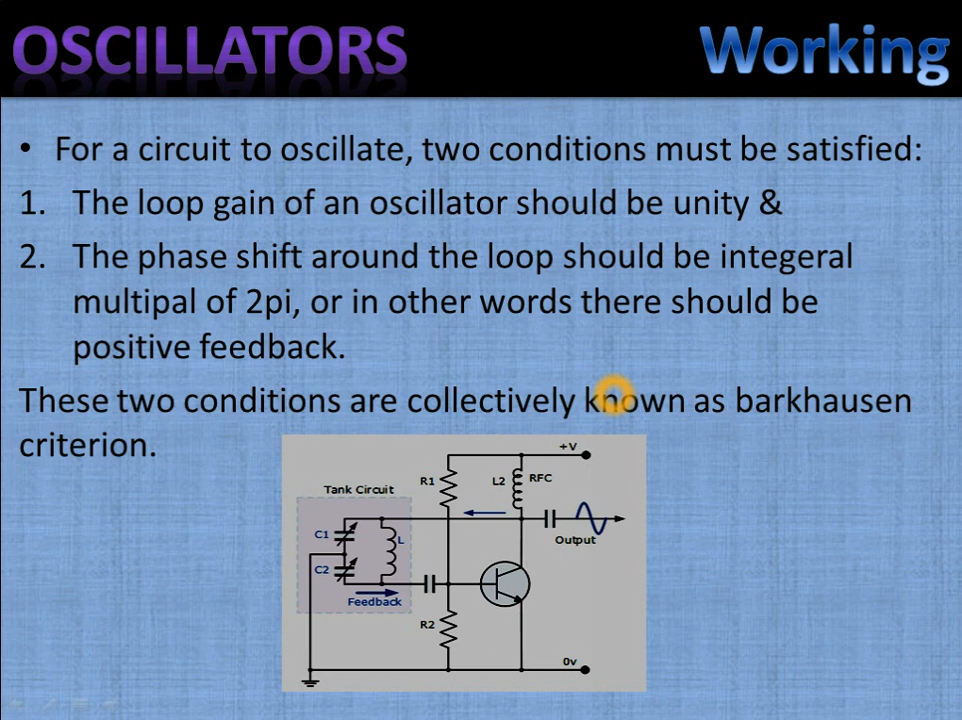 OSCILLATORS Working
• For a circuit to oscillate, two conditions must be satisfied:
1. The loop gain of an oscillator should be unity &
2. The phase shift around the loop should be integeral
multipal of 2pi, or in other words there should be
positive feedback.
These two conditions are collectively known as barkhausen
criterion.
+V
R1 L2 RFC
Tank Circuit
C1 L
Output
C2
Feedback
R2
0v